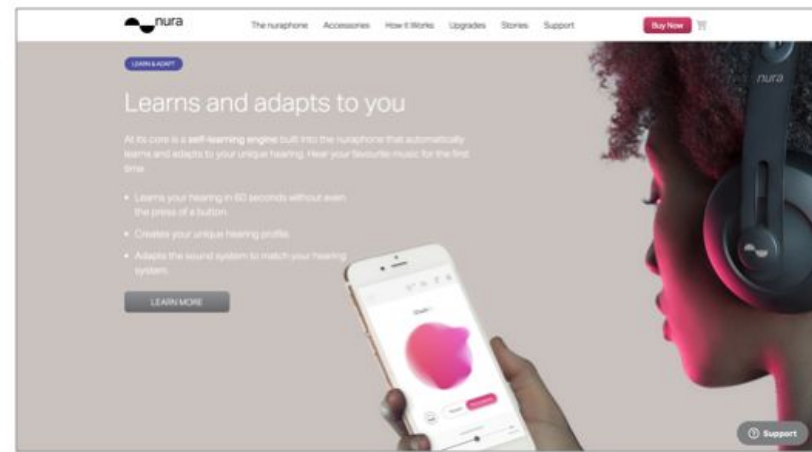 nura
The nuraphone Accessories How It Works Upgrades Stories Support Buy Now
LEARN & ADAPT
nura
Learns and adapts to you
At its core is a self-learning engine built into the nuraphone that automatically
learns and adapts to your unique hearing. Hear your favourite music for the first
time.
• Learns your hearing in 60 seconds without even
the press of a button.
• Creates your unique hearing profile.
• Adapts the sound system to match your hearing
system.
LEARN MORE
Support